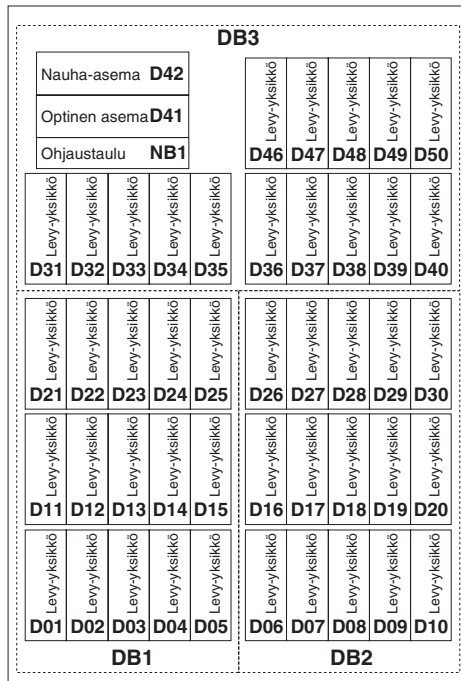 DB3
Nauha-asema D42
Optinen asema D41
Ohjaustaulu NB1
Levy-yksikkö Levy-yksikkö Levy-yksikkö Levy-yksikkö Levy-yksikkö
D46 D47 D48 D49 D50
Levy-yksikkö Levy-yksikkö Levy-yksikkö Levy-yksikkö Levy-yksikkö
D31 D32 D33 D34 D35
Levy-yksikkö Levy-yksikkö Levy-yksikkö Levy-yksikkö Levy-yksikkö
D36 D37 D38 D39 D40
Levy-yksikkö Levy-yksikkö Levy-yksikkö Levy-yksikkö Levy-yksikkö
D21 D22 D23 D24 D25
Levy-yksikkö Levy-yksikkö Levy-yksikkö Levy-yksikkö Levy-yksikkö
D26 D27 D28 D29 D30
Levy-yksikkö Levy-yksikkö Levy-yksikkö Levy-yksikkö Levy-yksikkö
D11 D12 D13 D14 D15
Levy-yksikkö Levy-yksikkö Levy-yksikkö Levy-yksikkö Levy-yksikkö
D16 D17 D18 D19 D20
Levy-yksikkö Levy-yksikkö Levy-yksikkö Levy-yksikkö Levy-yksikkö
D01 D02 D03 D04 D05
Levy-yksikkö Levy-yksikkö Levy-yksikkö Levy-yksikkö Levy-yksikkö
D06 D07 D08 D09 D10
DB1
DB2